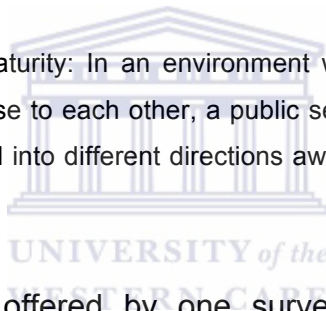 aturity: In an environment w
se to each other, a public se
l into different directions aw
UNIVERSITY of the
offered by one surve